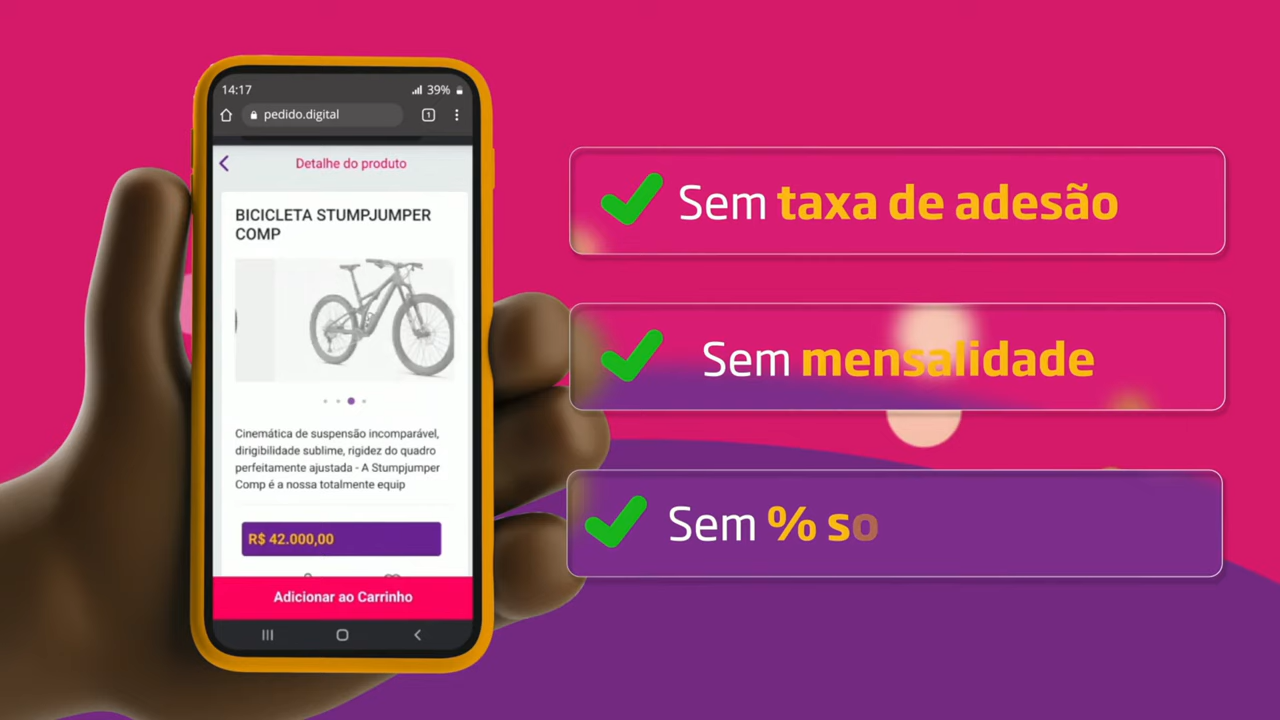 14:17
39%
pedido.digital
1
Detalhe do produto
BICICLETA STUMPJUMPER
COMP
Cinemática de suspensão incomparável,
dirigibilidade sublime, rigidez do quadro
perfeitamente ajustada - A Stumpjumper
Comp é a nossa totalmente equip
R$ 42.000,00
Adicionar ao Carrinho
Sem taxa de adesão
Sem mensalidade
Sem % so